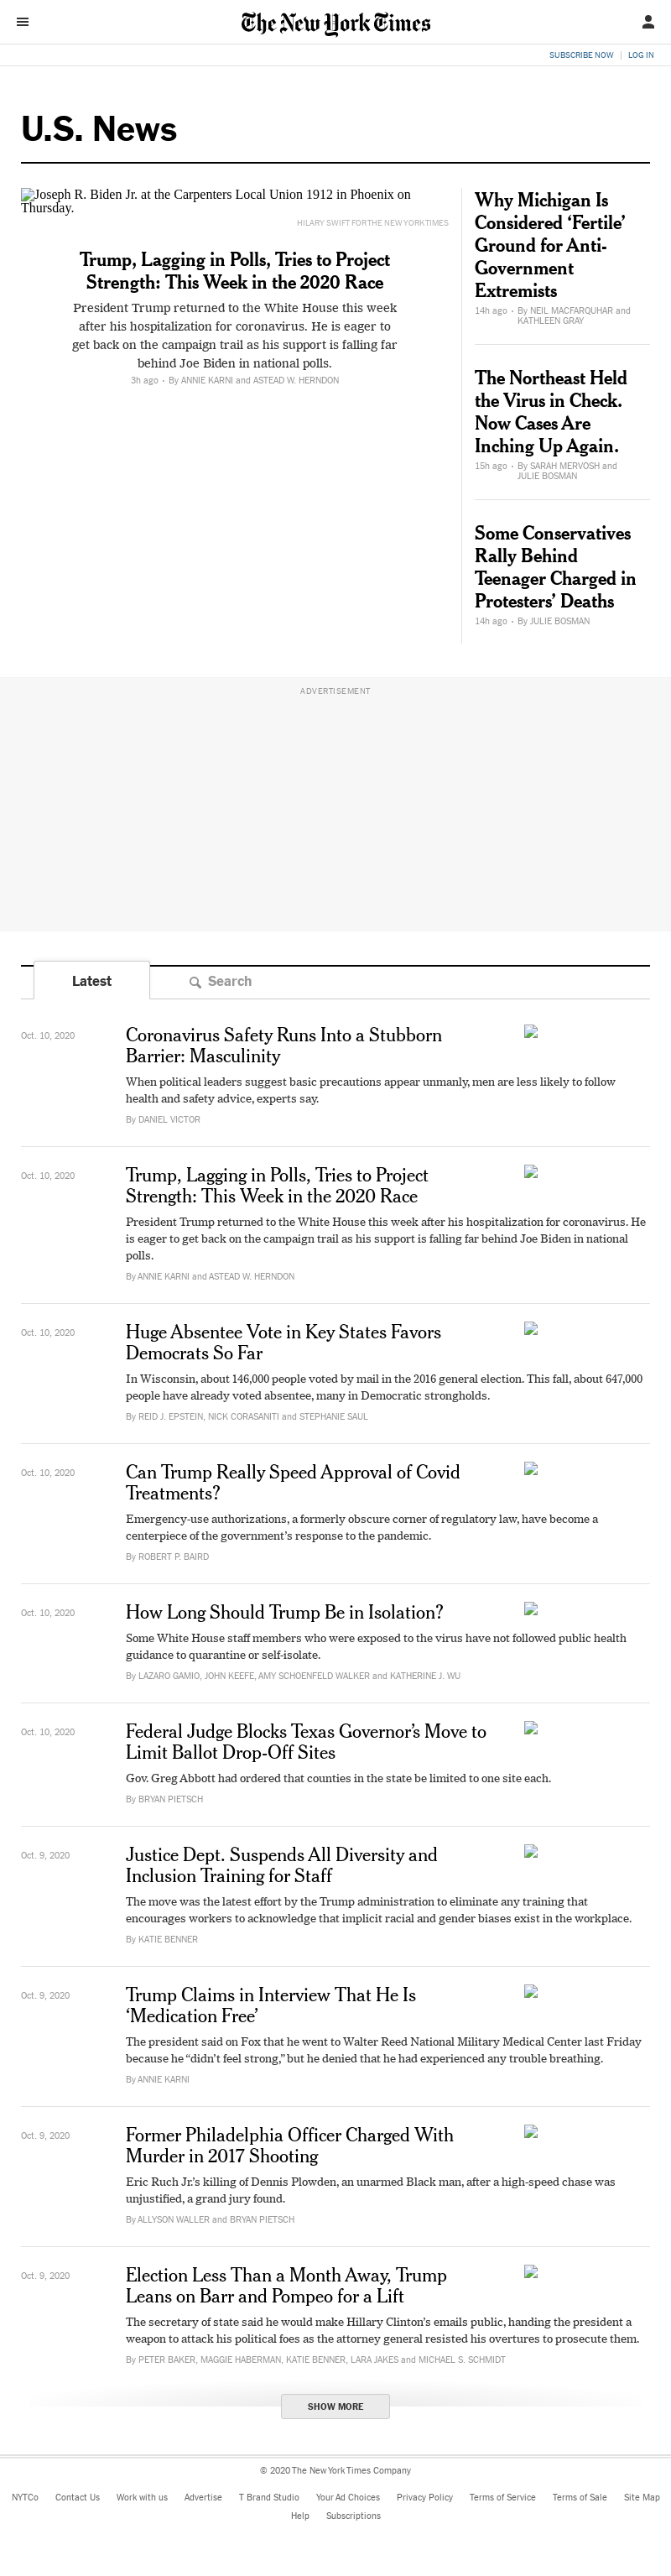 The New York Times
SUBSCRIBE NOW
LOG IN
U.S. News
Joseph R. Biden Jr. at the Carpenters Local Union 1912 in Phoenix on
Thursday.
HILARY SWIFT FOR THE NEW YORK TIMES
Trump, Lagging in Polls, Tries to Project
Strength: This Week in the 2020 Race
President Trump returned to the White House this week
after his hospitalization for coronavirus. He is eager to
get back on the campaign trail as his support is falling far
behind Joe Biden in national polls.
3h ago • By ANNIE KARNI and ASTEAD W. HERNDON
Why Michigan Is
Considered ‘Fertile’
Ground for Anti-
Government
Extremists
14h ago • By NEIL MACFARQUHAR and
KATHLEEN GRAY
The Northeast Held
the Virus in Check.
Now Cases Are
Inching Up Again.
15h ago • By SARAH MERVOSH and
JULIE BOSMAN
Some Conservatives
Rally Behind
Teenager Charged in
Protesters’ Deaths
14h ago • By JULIE BOSMAN
ADVERTISEMENT
Latest
Search
Oct. 10, 2020
Coronavirus Safety Runs Into a Stubborn
Barrier: Masculinity
When political leaders suggest basic precautions appear unmanly, men are less likely to follow
health and safety advice, experts say.
By DANIEL VICTOR
Oct. 10, 2020
Trump, Lagging in Polls, Tries to Project
Strength: This Week in the 2020 Race
President Trump returned to the White House this week after his hospitalization for coronavirus. He
is eager to get back on the campaign trail as his support is falling far behind Joe Biden in national
polls.
By ANNIE KARNI and ASTEAD W. HERNDON
Oct. 10, 2020
Huge Absentee Vote in Key States Favors
Democrats So Far
In Wisconsin, about 146,000 people voted by mail in the 2016 general election. This fall, about 647,000
people have already voted absentee, many in Democratic strongholds.
By REID J. EPSTEIN, NICK CORASANITI and STEPHANIE SAUL
Oct. 10, 2020
Can Trump Really Speed Approval of Covid
Treatments?
Emergency-use authorizations, a formerly obscure corner of regulatory law, have become a
centerpiece of the government’s response to the pandemic.
By ROBERT P. BAIRD
Oct. 10, 2020
How Long Should Trump Be in Isolation?
Some White House staff members who were exposed to the virus have not followed public health
guidance to quarantine or self-isolate.
By LAZARO GAMIO, JOHN KEEFE, AMY SCHOENFELD WALKER and KATHERINE J. WU
Oct. 10, 2020
Federal Judge Blocks Texas Governor’s Move to
Limit Ballot Drop-Off Sites
Gov. Greg Abbott had ordered that counties in the state be limited to one site each.
By BRYAN PIETSCH
Oct. 9, 2020
Justice Dept. Suspends All Diversity and
Inclusion Training for Staff
The move was the latest effort by the Trump administration to eliminate any training that
encourages workers to acknowledge that implicit racial and gender biases exist in the workplace.
By KATIE BENNER
Oct. 9, 2020
Trump Claims in Interview That He Is
‘Medication Free’
The president said on Fox that he went to Walter Reed National Military Medical Center last Friday
because he “didn’t feel strong,” but he denied that he had experienced any trouble breathing.
By ANNIE KARNI
Oct. 9, 2020
Former Philadelphia Officer Charged With
Murder in 2017 Shooting
Eric Ruch Jr.’s killing of Dennis Plowden, an unarmed Black man, after a high-speed chase was
unjustified, a grand jury found.
By ALLYSON WALLER and BRYAN PIETSCH
Oct. 9, 2020
Election Less Than a Month Away, Trump
Leans on Barr and Pompeo for a Lift
The secretary of state said he would make Hillary Clinton’s emails public, handing the president a
weapon to attack his political foes as the attorney general resisted his overtures to prosecute them.
By PETER BAKER, MAGGIE HABERMAN, KATIE BENNER, LARA JAKES and MICHAEL S. SCHMIDT
SHOW MORE
© 2020 The New York Times Company
NYTCo Contact Us Work with us Advertise T Brand Studio Your Ad Choices Privacy Policy Terms of Service Terms of Sale Site Map
Help Subscriptions